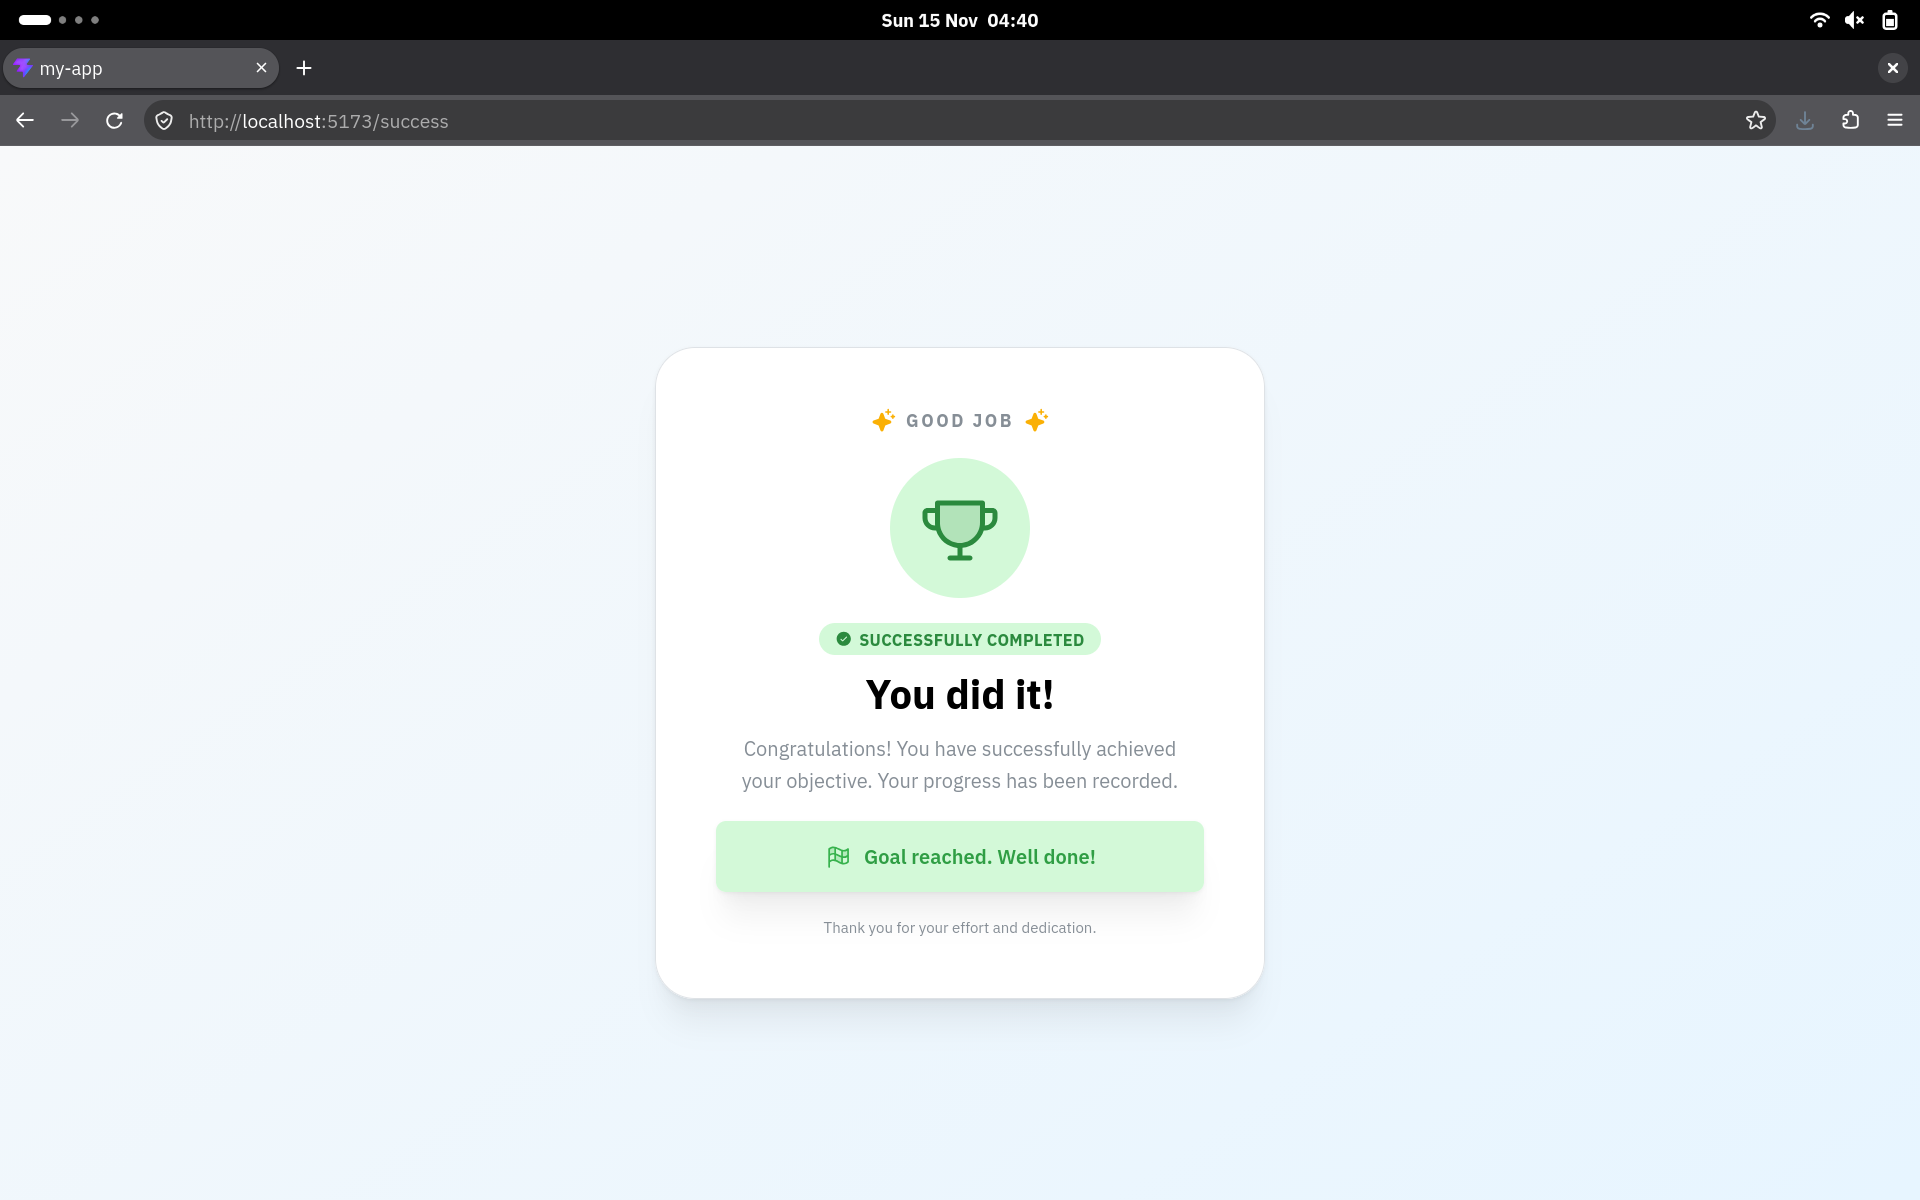 Sun 15 Nov 04:40
my-app
http://localhost:5173/success
GOOD JOB
SUCCESSFULLY COMPLETED
You did it!
Congratulations! You have successfully achieved
your objective. Your progress has been recorded.
Goal reached. Well done!
Thank you for your effort and dedication.